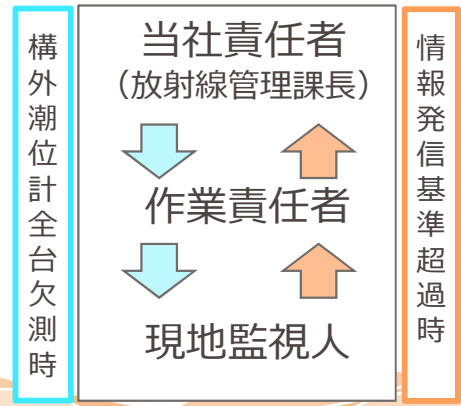 構外潮位計全台欠測時
当社責任者
（放射線管理課長）
作業責任者
現地監視人
情報発信基準超過時